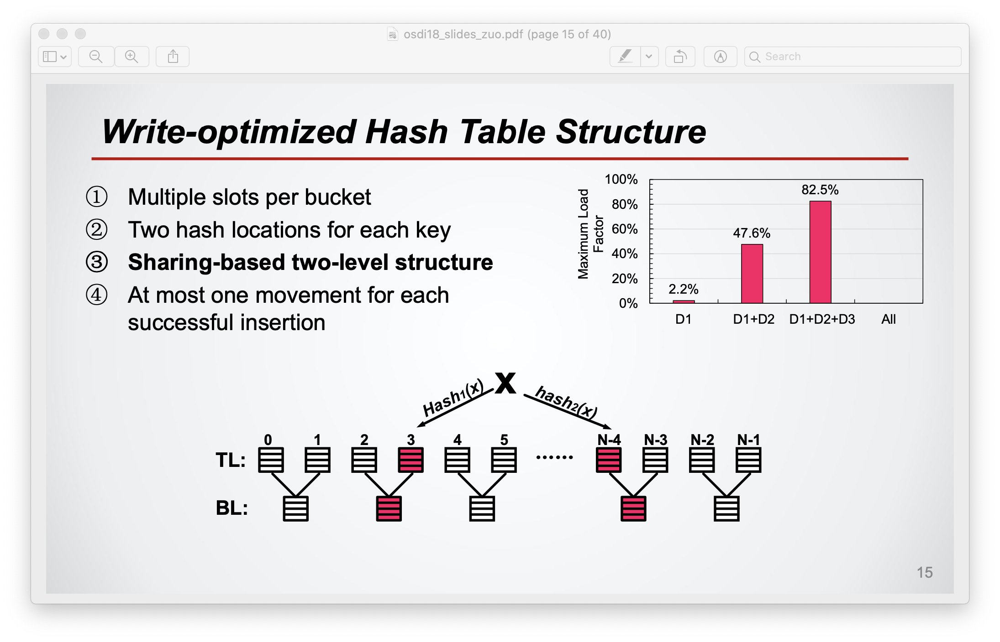 osdi18_slides_zuo.pdf (page 15 of 40)
Search
Write-optimized Hash Table Structure
① Multiple slots per bucket
② Two hash locations for each key
③ Sharing-based two-level structure
④ At most one movement for each
successful insertion
Maximum Load
Factor
100%
80%
60%
40%
20%
0%
2.2%
47.6%
82.5%
D1 D1+D2 D1+D2+D3 All
X
Hash₁(x) hash₂(x)
0 1 2 3 4 5 N-4 N-3 N-2 N-1
TL: ······
BL:
15